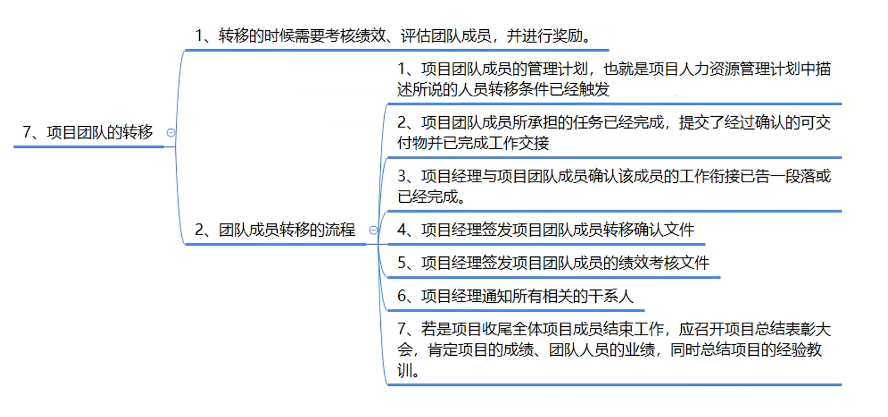 7、项目团队的转移
1、转移的时候需要考核绩效、评估团队成员，并进行奖励。
2、团队成员转移的流程
1、项目团队成员的管理计划，也就是项目人力资源管理计划中描
述所说的人员转移条件已经触发
2、项目团队成员所承担的任务已经完成，提交了经过确认的可交
付物并已完成工作交接
3、项目经理与项目团队成员确认该成员的工作衔接已告一段落或
已经完成。
4、项目经理签发项目团队成员转移确认文件
5、项目经理签发项目团队成员的绩效考核文件
6、项目经理通知所有相关的干系人
7、若是项目收尾全体项目成员结束工作，应召开项目总结表彰大
会，肯定项目的成绩、团队人员的业绩，同时总结项目的经验教
训。